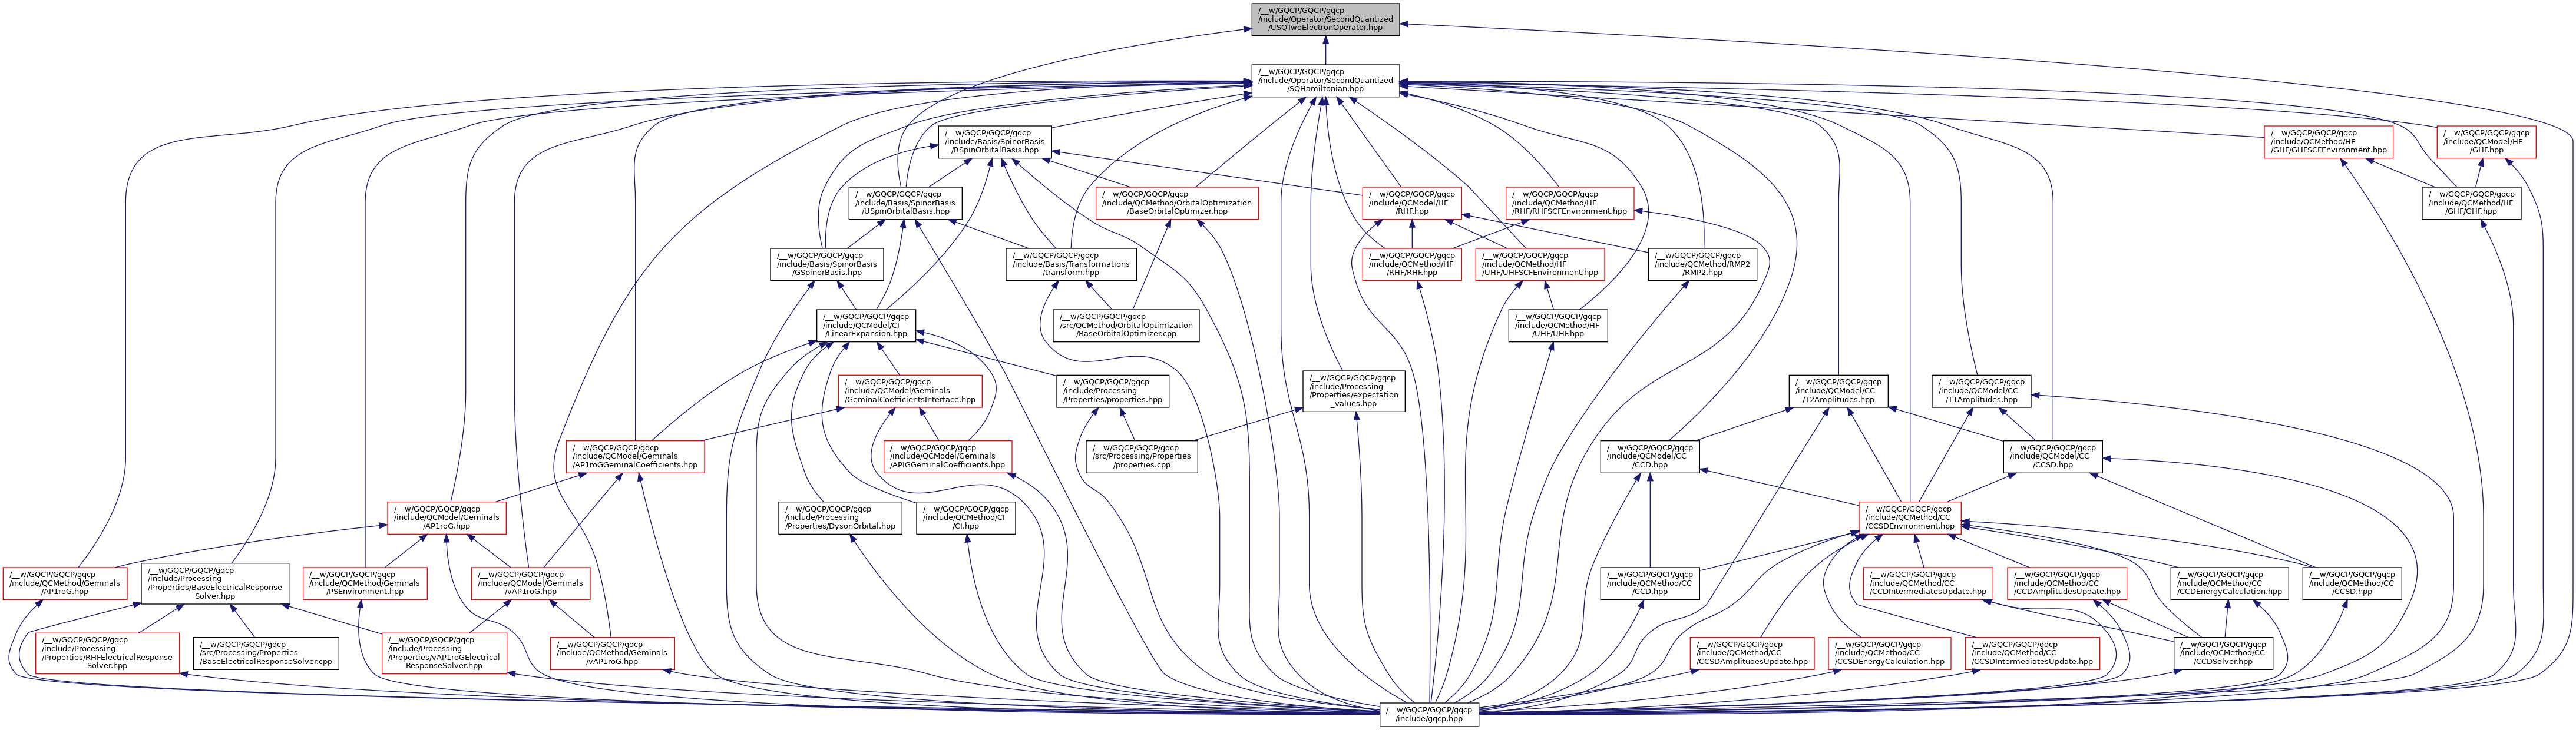 /__w/GQCP/GQCP/gqcp
/include/Operator/SecondQuantized
/USQTwoElectronOperator.hpp
/__w/GQCP/GQCP/gqcp
/include/Operator/SecondQuantized
/SQHamiltonian.hpp
/__w/GQCP/GQCP/gqcp
/include/Basis/SpinorBasis
/RSpinOrbitalBasis.hpp
/__w/GQCP/GQCP/gqcp
/include/QCMethod/HF
/GHF/GHFSCFEnvironment.hpp
/__w/GQCP/GQCP/gqcp
/include/QCModel/HF
/GHF.hpp
/__w/GQCP/GQCP/gqcp
/include/Basis/SpinorBasis
/USpinOrbitalBasis.hpp
/__w/GQCP/GQCP/gqcp
/include/QCMethod/OrbitalOptimization
/BaseOrbitalOptimizer.hpp
/__w/GQCP/GQCP/gqcp
/include/QCModel/HF
/RHF.hpp
/__w/GQCP/GQCP/gqcp
/include/QCMethod/HF
/RHF/RHFSCFEnvironment.hpp
/__w/GQCP/GQCP/gqcp
/include/QCMethod/HF
/GHF/GHF.hpp
/__w/GQCP/GQCP/gqcp
/include/Basis/SpinorBasis
/GSpinorBasis.hpp
/__w/GQCP/GQCP/gqcp
/include/Basis/Transformations
/transform.hpp
/__w/GQCP/GQCP/gqcp
/include/QCMethod/HF
/RHF/RHF.hpp
/__w/GQCP/GQCP/gqcp
/include/QCMethod/HF
/UHF/UHFSCFEnvironment.hpp
/__w/GQCP/GQCP/gqcp
/include/QCMethod/RMP2
/RMP2.hpp
/__w/GQCP/GQCP/gqcp
/include/QCModel/CI
/LinearExpansion.hpp
/__w/GQCP/GQCP/gqcp
/src/QCMethod/OrbitalOptimization
/BaseOrbitalOptimizer.cpp
/__w/GQCP/GQCP/gqcp
/include/QCMethod/HF
/UHF/UHF.hpp
/__w/GQCP/GQCP/gqcp
/include/QCModel/Geminals
/GeminalCoefficientsInterface.hpp
/__w/GQCP/GQCP/gqcp
/include/Processing
/Properties/properties.hpp
/__w/GQCP/GQCP/gqcp
/include/Processing
/Properties/expectation
_values.hpp
/__w/GQCP/GQCP/gqcp
/include/QCModel/CC
/T2Amplitudes.hpp
/__w/GQCP/GQCP/gqcp
/include/QCModel/CC
/T1Amplitudes.hpp
/__w/GQCP/GQCP/gqcp
/include/QCModel/Geminals
/AP1roGGeminalCoefficients.hpp
/__w/GQCP/GQCP/gqcp
/include/QCModel/Geminals
/APIGGeminalCoefficients.hpp
/__w/GQCP/GQCP/gqcp
/src/Processing/Properties
/properties.cpp
/__w/GQCP/GQCP/gqcp
/include/QCModel/CC
/CCD.hpp
/__w/GQCP/GQCP/gqcp
/include/QCModel/CC
/CCSD.hpp
/__w/GQCP/GQCP/gqcp
/include/QCModel/Geminals
/AP1roG.hpp
/__w/GQCP/GQCP/gqcp
/include/Processing
/Properties/DysonOrbital.hpp
/__w/GQCP/GQCP/gqcp
/include/QCMethod/CI
/CI.hpp
/__w/GQCP/GQCP/gqcp
/include/QCMethod/CC
/CCSDEnvironment.hpp
/__w/GQCP/GQCP/gqcp
/include/QCMethod/Geminals
/AP1roG.hpp
/__w/GQCP/GQCP/gqcp
/include/Processing
/Properties/BaseElectricalResponse
Solver.hpp
/__w/GQCP/GQCP/gqcp
/include/QCMethod/Geminals
/PSEnvironment.hpp
/__w/GQCP/GQCP/gqcp
/include/QCModel/Geminals
/vAP1roG.hpp
/__w/GQCP/GQCP/gqcp
/include/QCMethod/CC
/CCD.hpp
/__w/GQCP/GQCP/gqcp
/include/QCMethod/CC
/CCDIntermediatesUpdate.hpp
/__w/GQCP/GQCP/gqcp
/include/QCMethod/CC
/CCDAmplitudesUpdate.hpp
/__w/GQCP/GQCP/gqcp
/include/QCMethod/CC
/CCDEnergyCalculation.hpp
/__w/GQCP/GQCP/gqcp
/include/QCMethod/CC
/CCSD.hpp
/__w/GQCP/GQCP/gqcp
/include/Processing
/Properties/RHFElectricalResponse
Solver.hpp
/__w/GQCP/GQCP/gqcp
/src/Processing/Properties
/BaseElectricalResponseSolver.cpp
/__w/GQCP/GQCP/gqcp
/include/Processing
/Properties/vAP1roGElectrical
ResponseSolver.hpp
/__w/GQCP/GQCP/gqcp
/include/QCMethod/Geminals
/vAP1roG.hpp
/__w/GQCP/GQCP/gqcp
/include/QCMethod/CC
/CCSDAmplitudesUpdate.hpp
/__w/GQCP/GQCP/gqcp
/include/QCMethod/CC
/CCSDEnergyCalculation.hpp
/__w/GQCP/GQCP/gqcp
/include/QCMethod/CC
/CCSDIntermediatesUpdate.hpp
/__w/GQCP/GQCP/gqcp
/include/QCMethod/CC
/CCDSolver.hpp
/__w/GQCP/GQCP/gqcp
/include/gqcp.hpp